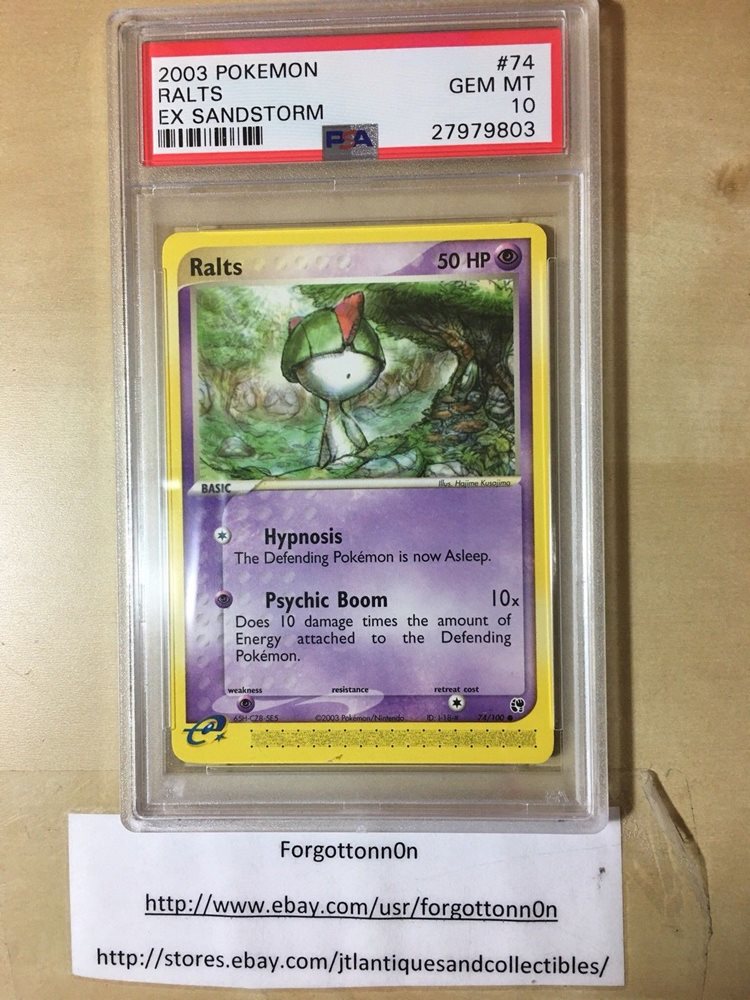 2003 POKEMON #74
RALTS GEM MT
EX SANDSTORM 10
PSA 27979803
Ralts 50 HP
BASIC Illus. Hajime Kusajima
Hypnosis
The Defending Pokémon is now Asleep.
Psychic Boom 10x
Does 10 damage times the amount of
Energy attached to the Defending
Pokémon.
weakness resistance retreat cost
©2003 Pokémon/Nintendo 74/100
e
Forgottonn0n
http://www.ebay.com/usr/forgottonn0n
http://stores.ebay.com/jtlantiquesandcollectibles/